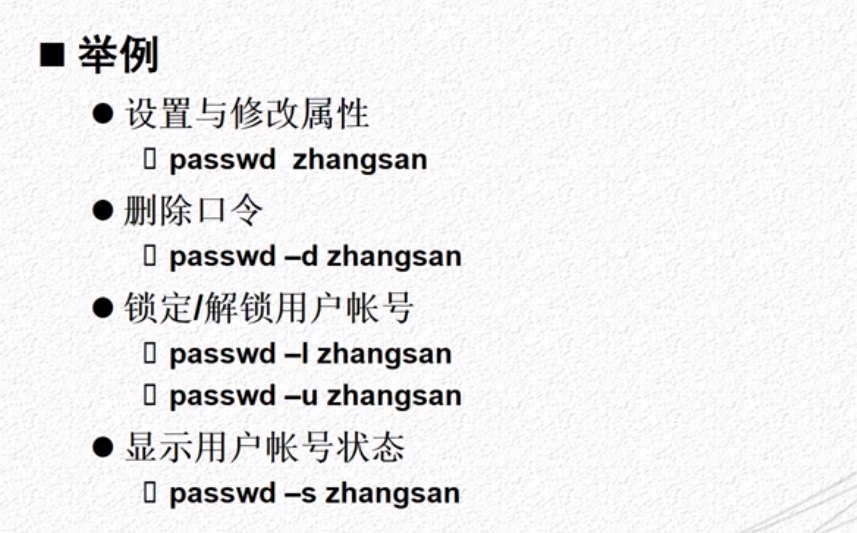 举例
设置与修改属性
passwd  zhangsan
删除口令
passwd –d zhangsan
锁定/解锁用户帐号
passwd –l zhangsan
passwd –u zhangsan
显示用户帐号状态
passwd –s zhangsan